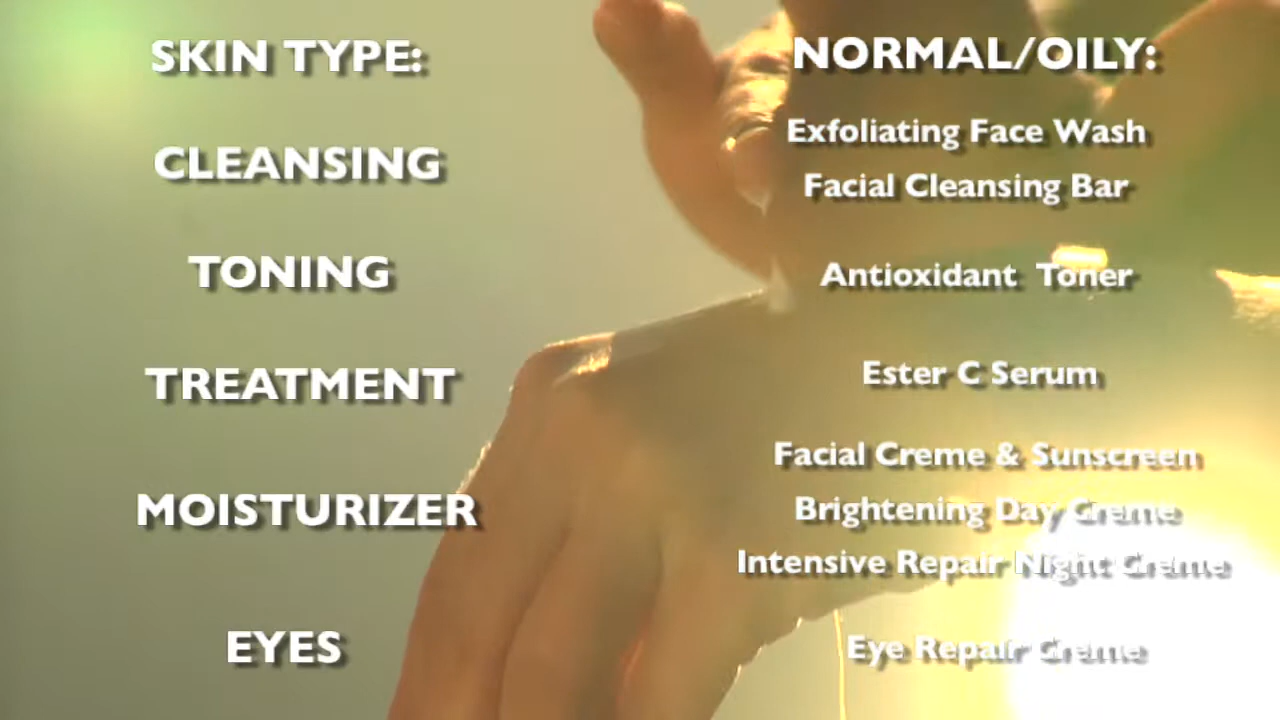 SKIN TYPE: NORMAL/OILY:
CLEANSING Exfoliating Face Wash
Facial Cleansing Bar
TONING Antioxidant Toner
TREATMENT Ester C Serum
Facial Creme & Sunscreen
MOISTURIZER Brightening Day Creme
Intensive Repair Night Creme
EYES Eye Repair Creme